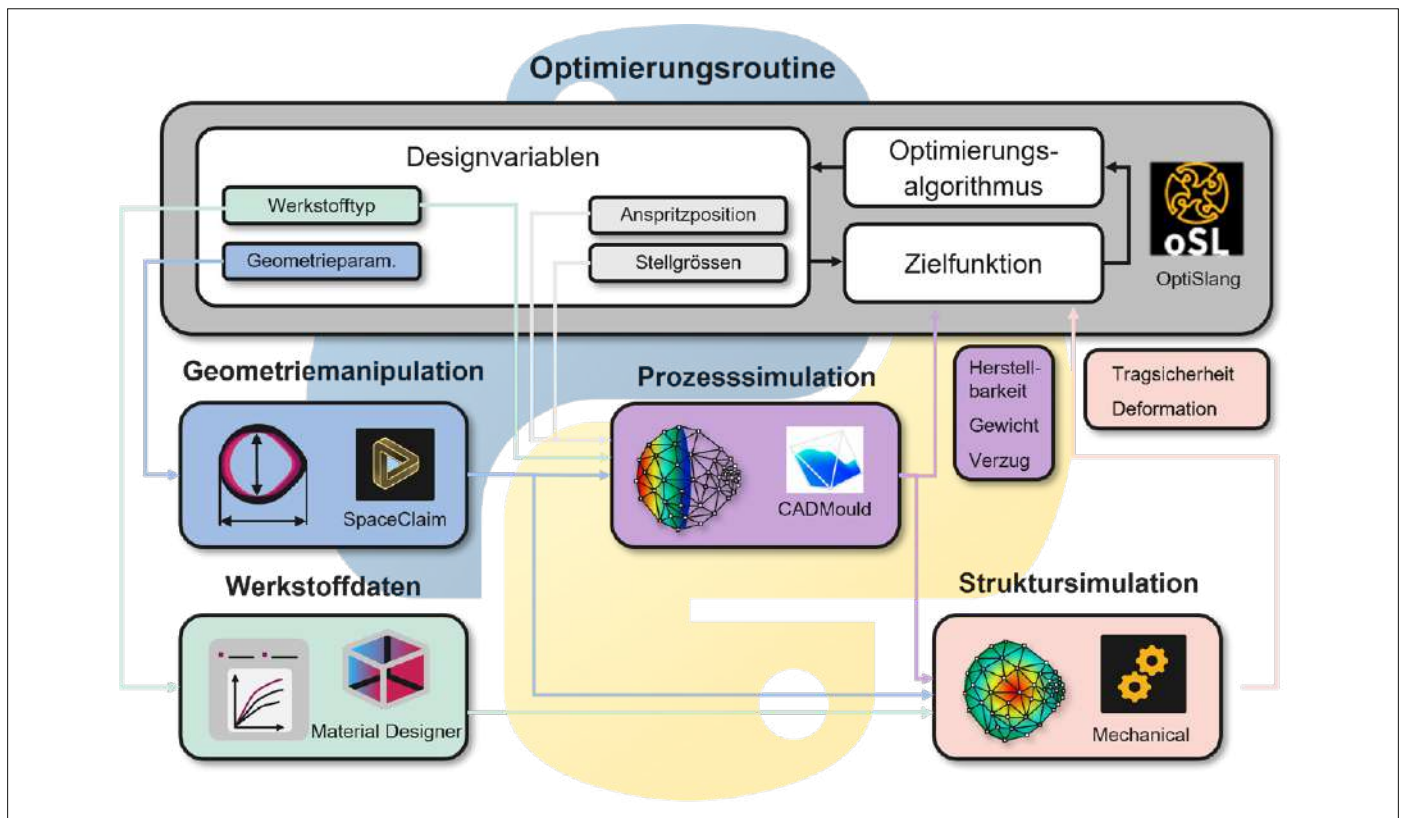 Optimierungsroutine
Designvariablen
Werkstofftyp
Geometrieparam.
Anspritzposition
Stellgrössen
Optimierungs-
algorithmus
Zielfunktion
oSL
OptiSlang
Geometriemanipulation
SpaceClaim
Prozesssimulation
CADMould
Herstell-
barkeit
Gewicht
Verzug
Tragsicherheit
Deformation
Werkstoffdaten
Material Designer
Struktursimulation
Mechanical